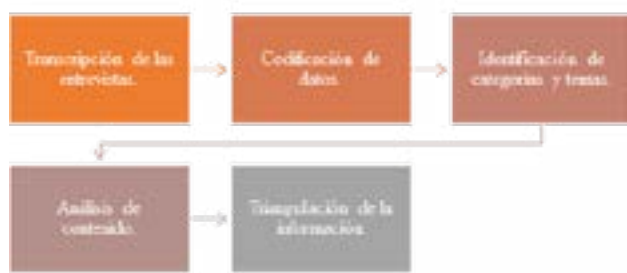 Transcripción de las
entrevistas.
Codificación de
datos.
Identificación de
categorías y temas.
Análisis de
contenido.
Triangulación de la
información.